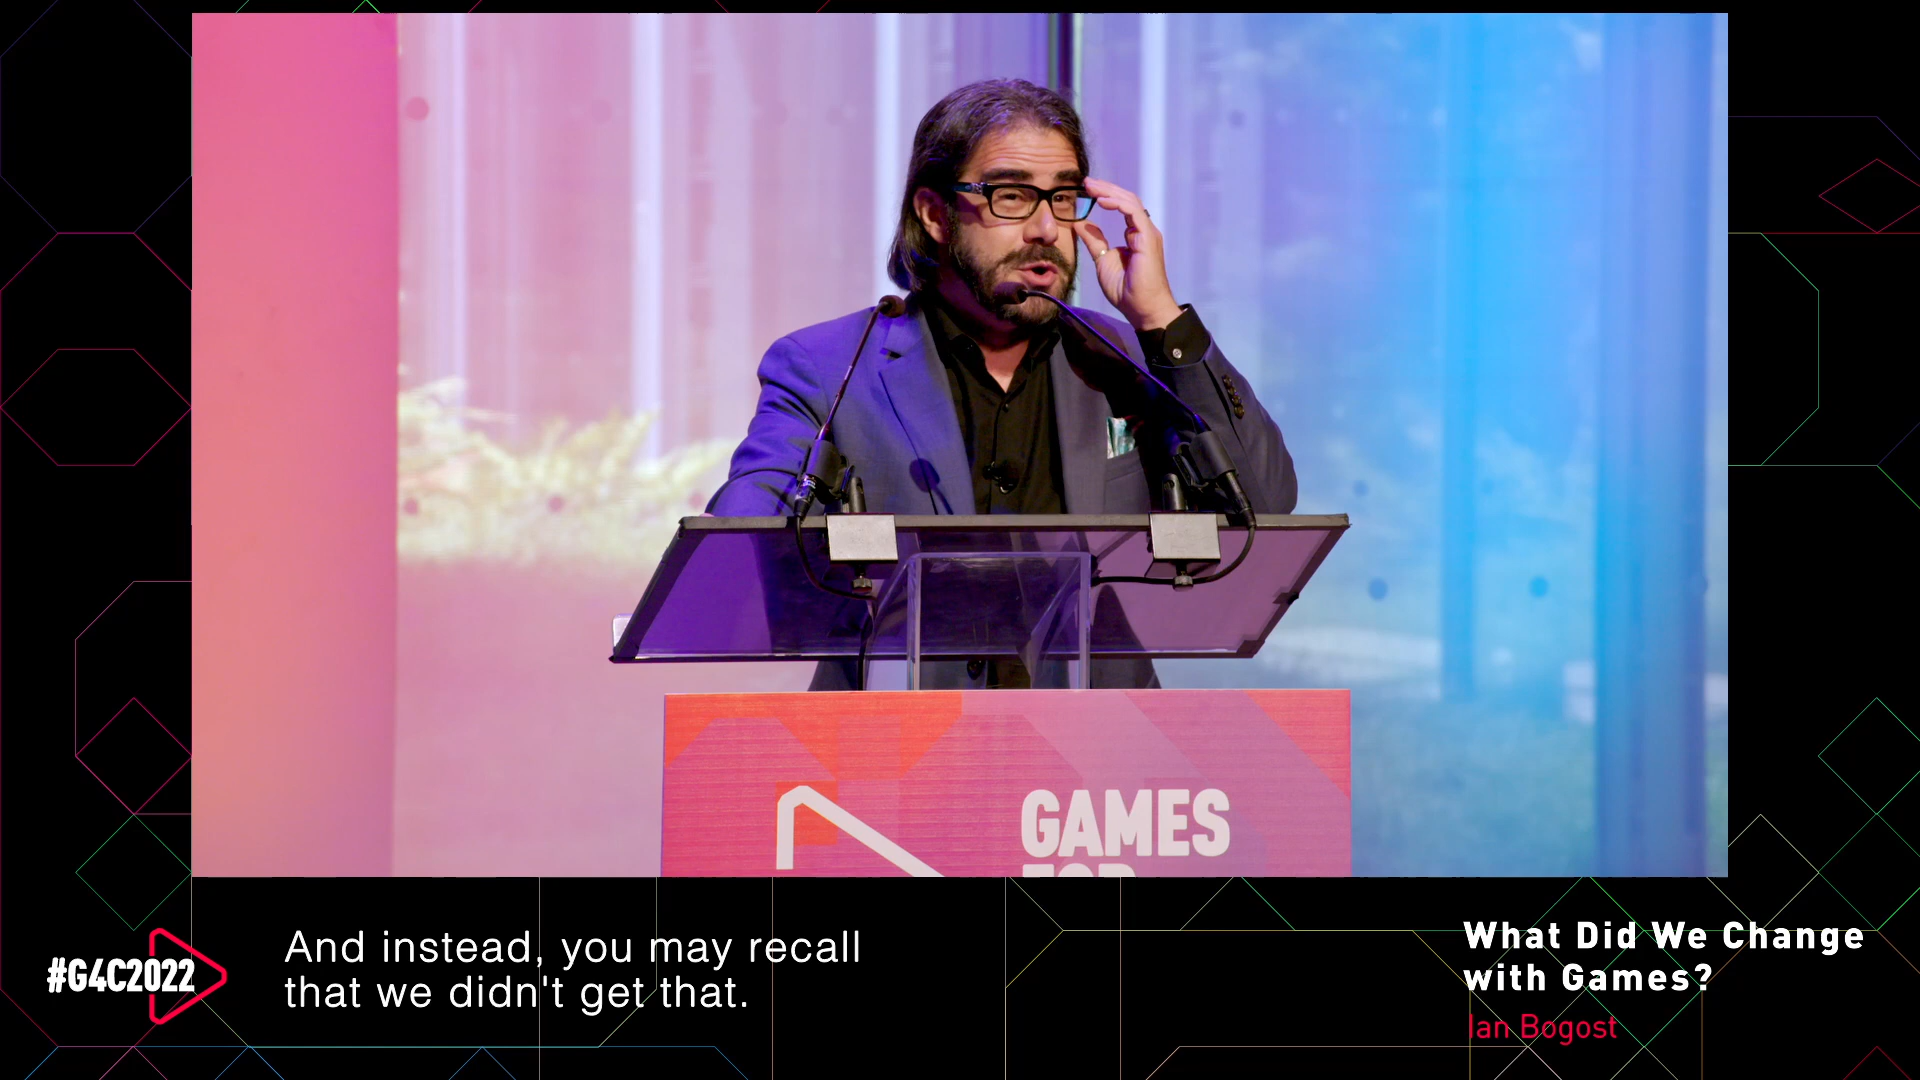 GAMES
FOR
#G4C2022
And instead, you may recall
that we didn't get that.
What Did We Change
with Games?
Ian Bogost